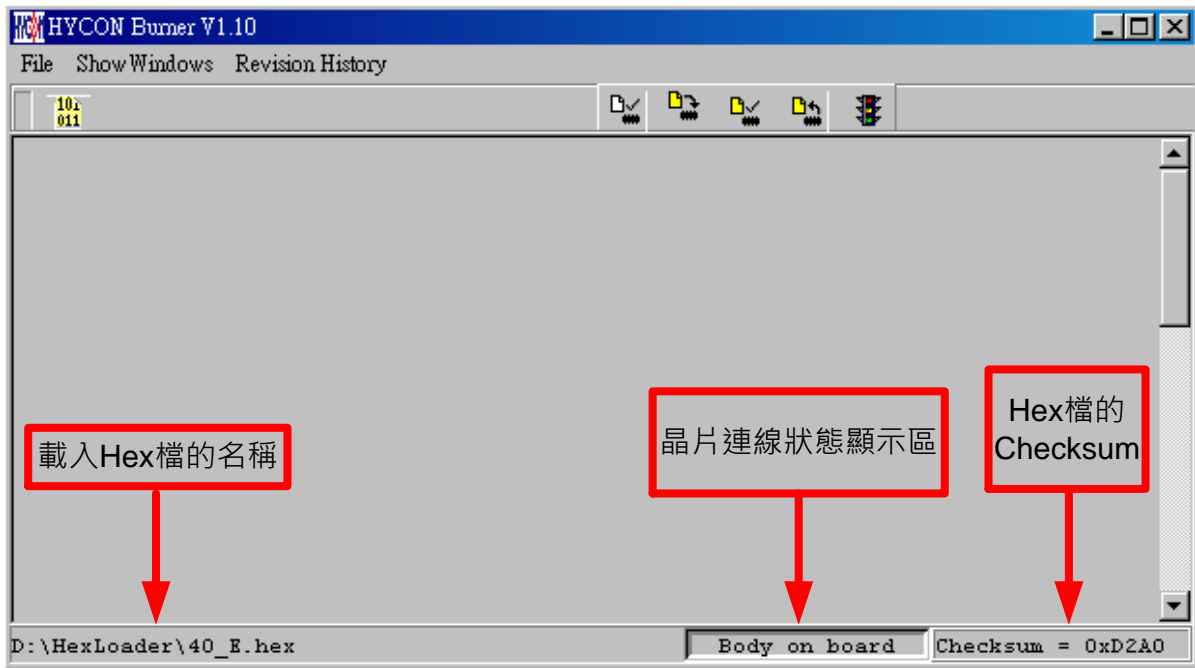 HYCON Burner V1.10
File Show Windows Revision History
101
011
載入Hex檔的名稱
晶片連線狀態顯示區
Hex檔的
Checksum
D:\HexLoader\40_E.hex
Body on board
Checksum = 0xD2A0